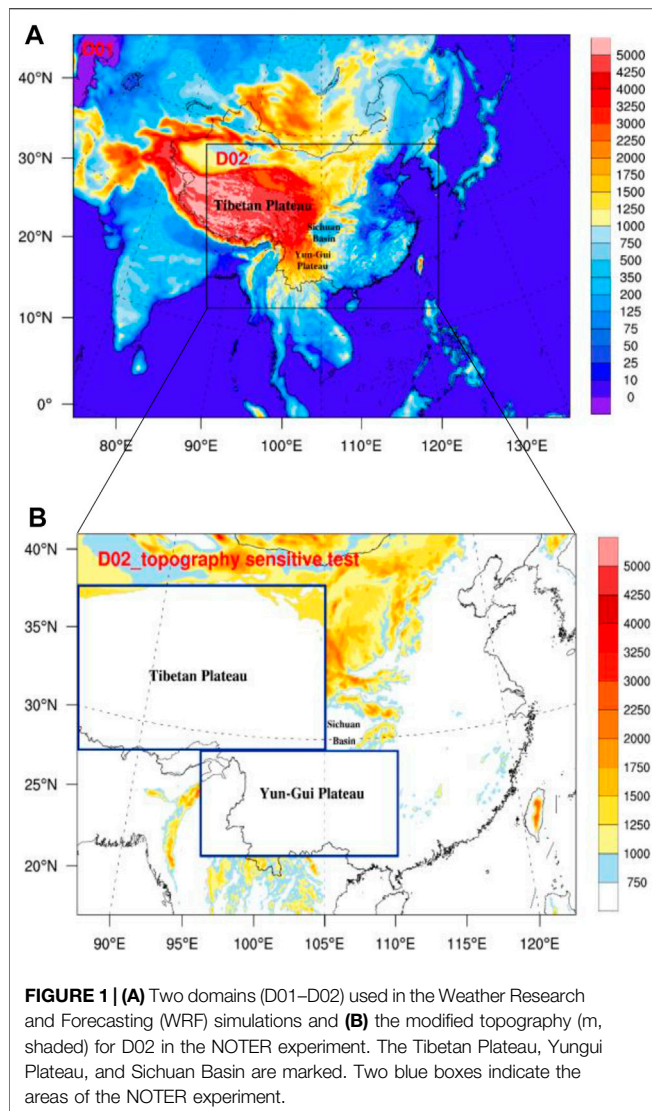 A
D01
D02
Tibetan Plateau
Sichuan
Basin
Yun-Gui
Plateau
40°N
30°N
20°N
10°N
0°
80°E
90°E
100°E
110°E
120°E
130°E
5000
4250
4000
3250
3000
2250
2000
1750
1500
1250
1000
750
500
350
200
125
75
50
25
10
0
B
D02_topography sensitive test
Tibetan Plateau
Sichuan
Basin
Yun-Gui Plateau
40°N
35°N
30°N
25°N
20°N
90°E
95°E
100°E
105°E
110°E
115°E
120°E
5000
4250
4000
3250
3000
2250
2000
1750
1500
1250
1000
750
FIGURE 1 | (A) Two domains (D01–D02) used in the Weather Research
and Forecasting (WRF) simulations and (B) the modified topography (m,
shaded) for D02 in the NOTER experiment. The Tibetan Plateau, Yungui
Plateau, and Sichuan Basin are marked. Two blue boxes indicate the
areas of the NOTER experiment.